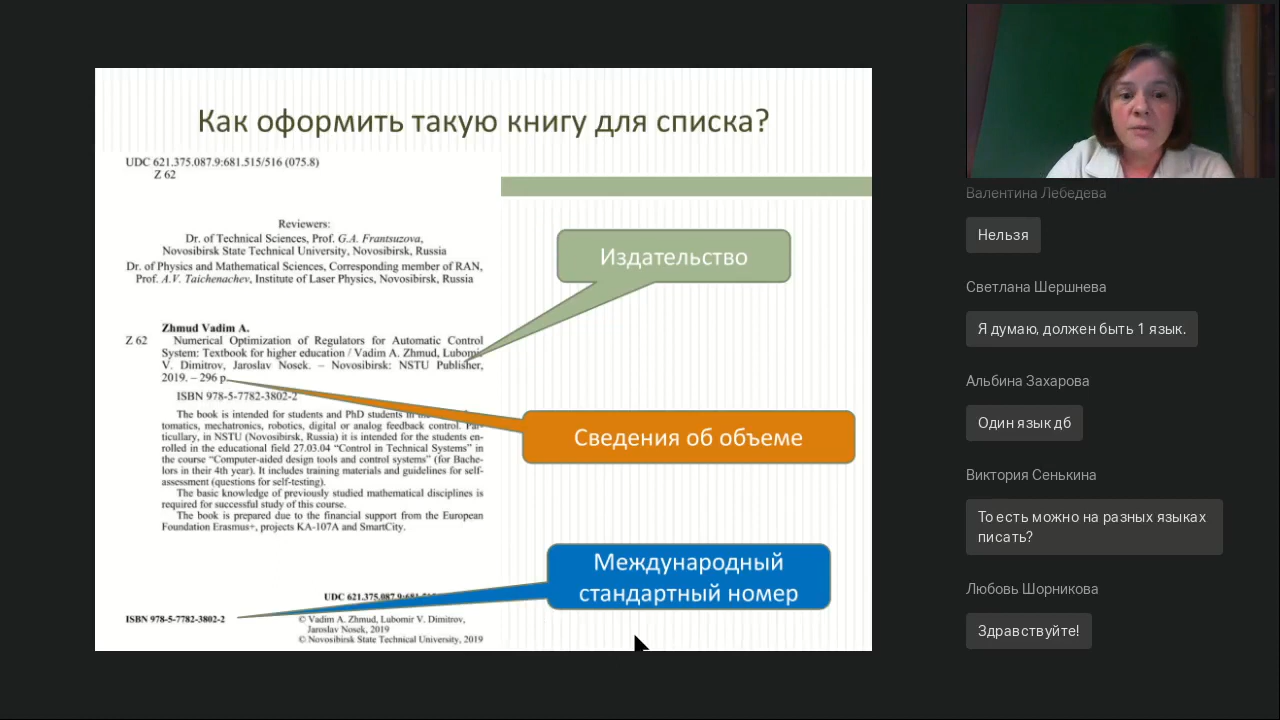 Как оформить такую книгу для списка?
UDC 621.375.087.9:681.515/516 (075.8)
Z 62
Reviewers:
Dr. of Technical Sciences, Prof. G.A. Frantsuzova,
Novosibirsk State Technical University, Novosibirsk, Russia
Dr. of Physics and Mathematical Sciences, Corresponding member of RAN,
Prof. A.V. Taichenachev, Institute of Laser Physics, Novosibirsk, Russia
Zhmud Vadim A.
Z 62 Numerical Optimization of Regulators for Automatic Control
System: Textbook for higher education / Vadim A. Zhmud, Lubomir
V. Dimitrov, Jaroslav Nosek. – Novosibirsk: NSTU Publisher,
2019. – 296 p.
ISBN 978-5-7782-3802-2
The book is intended for students and PhD students in
tomatics, mechatronics, robotics, digital or analog feedback control. Par-
ticullary, in NSTU (Novosibirsk, Russia) it is intended for the students en-
rolled in the educational field 27.03.04 “Control in Technical Systems” in
the course “Computer-aided design tools and control systems” (for Bache-
lors in their 4th year). It includes training materials and guidelines for self-
assessment (questions for self-testing).
The basic knowledge of previously studied mathematical disciplines is
required for successful study of this course.
The book is prepared due to the financial support from the European
Foundation Erasmus+, projects KA-107A and SmartCity.
UDC 621.375.087.9:681.515/516
ISBN 978-5-7782-3802-2
© Vadim A. Zhmud, Lubomir V. Dimitrov,
Jaroslav Nosek, 2019
© Novosibirsk State Technical University, 2019
Издательство
Сведения об объеме
Международный
стандартный номер
Валентина Лебедева
Нельзя
Светлана Шершнева
Я думаю, должен быть 1 язык.
Альбина Захарова
Один язык дб
Виктория Сенькина
То есть можно на разных языках
писать?
Любовь Шорникова
Здравствуйте!